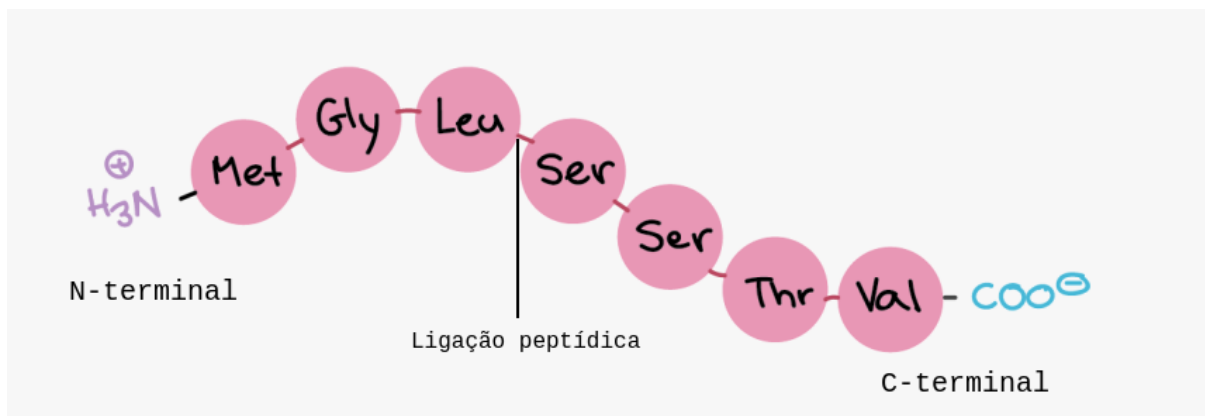 ⊕
H₃N
Met
Gly
Leu
Ser
Ser
Thr
Val
COO⊖
N-terminal
Ligação peptídica
C-terminal